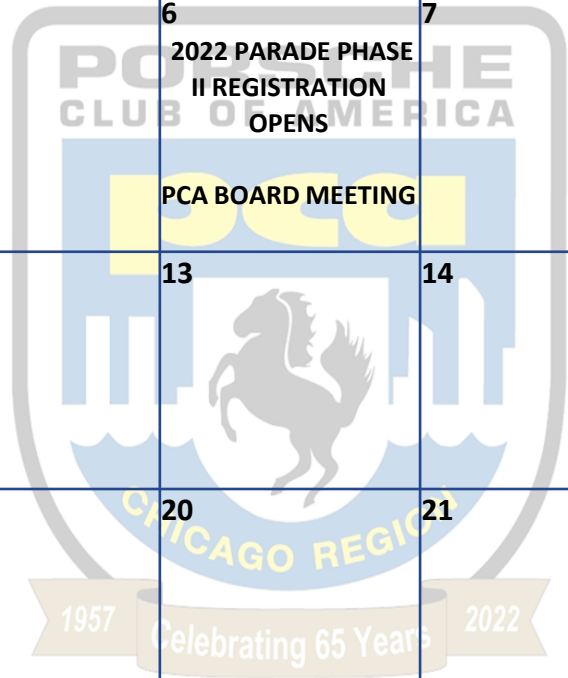 6
7
2022 PARADE PHASE
II REGISTRATION
OPENS
PORSCHE
CLUB OF AMERICA
PCA BOARD MEETING
pca
13
14
20
21
CHICAGO REGION
1957
Celebrating 65 Years
2022